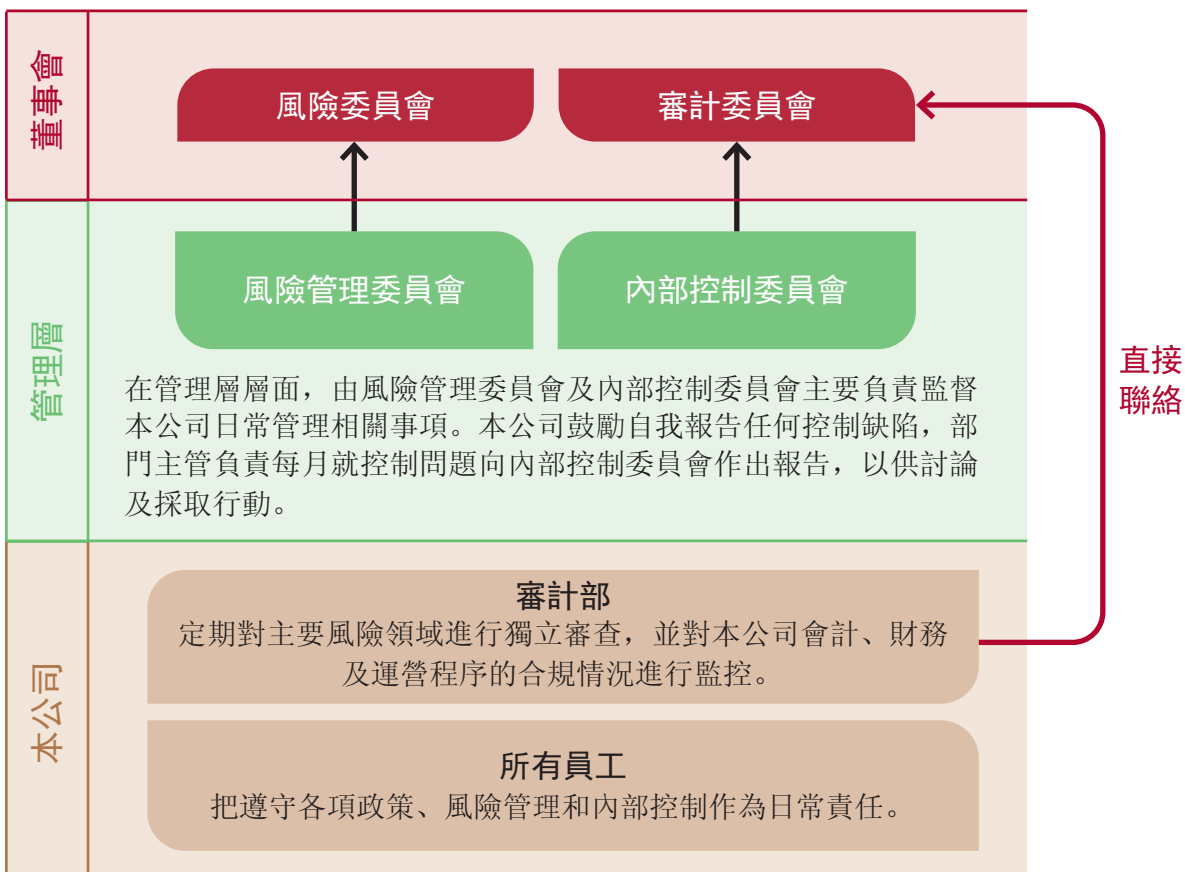 董事會
風險委員會
審計委員會
管理層
風險管理委員會
內部控制委員會
在管理層層面，由風險管理委員會及內部控制委員會主要負責監督
本公司日常管理相關事項。本公司鼓勵自我報告任何控制缺陷，部
門主管負責每月就控制問題向內部控制委員會作出報告，以供討論
及採取行動。
直接
聯絡
本公司
審計部
定期對主要風險領域進行獨立審查，並對本公司會計、財務
及運營程序的合規情況進行監控。
所有員工
把遵守各項政策、風險管理和內部控制作為日常責任。